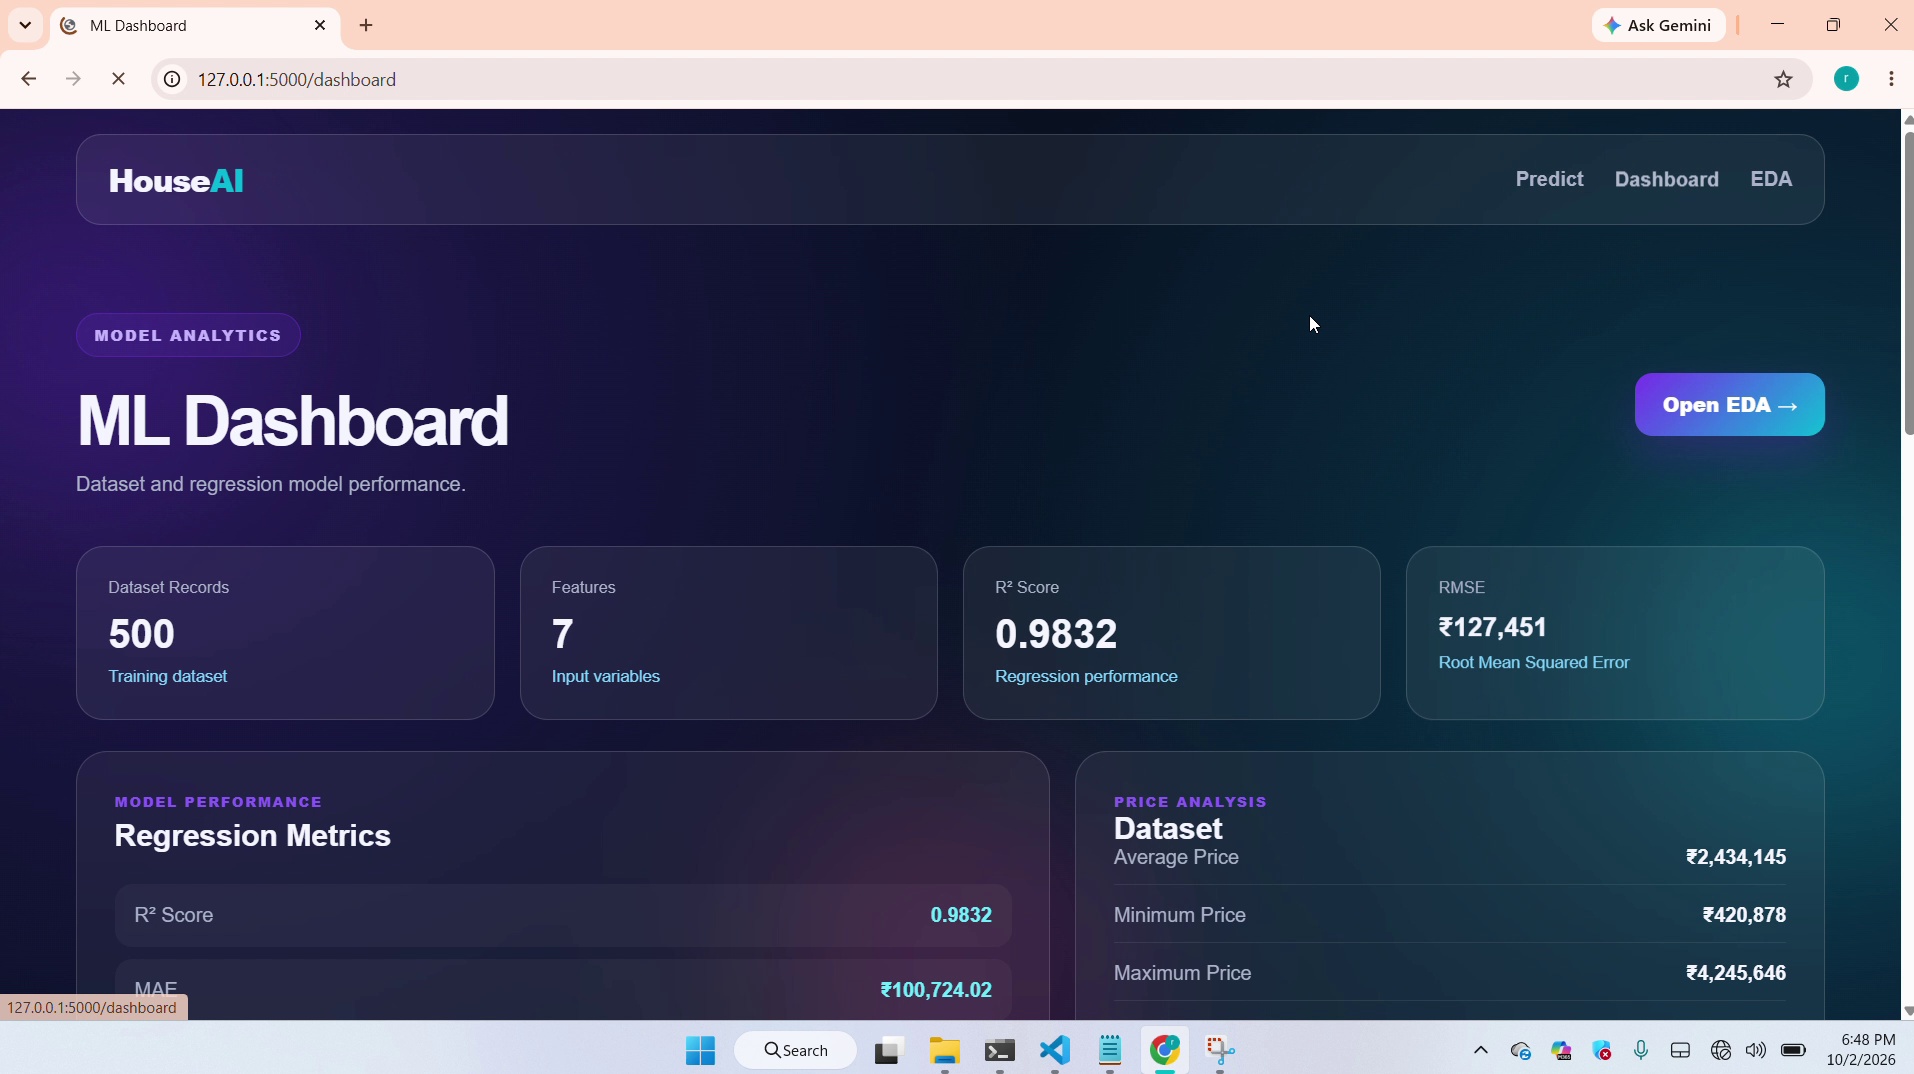 ML Dashboard
Ask Gemini
127.0.0.1:5000/dashboard
r
HouseAI
Predict Dashboard EDA
MODEL ANALYTICS
ML Dashboard
Dataset and regression model performance.
Open EDA →
Dataset Records
500
Training dataset
Features
7
Input variables
R² Score
0.9832
Regression performance
RMSE
₹127,451
Root Mean Squared Error
MODEL PERFORMANCE
Regression Metrics
R² Score 0.9832
MAE ₹100,724.02
PRICE ANALYSIS
Dataset
Average Price ₹2,434,145
Minimum Price ₹420,878
Maximum Price ₹4,245,646
127.0.0.1:5000/dashboard
Search
6:48 PM
10/2/2026